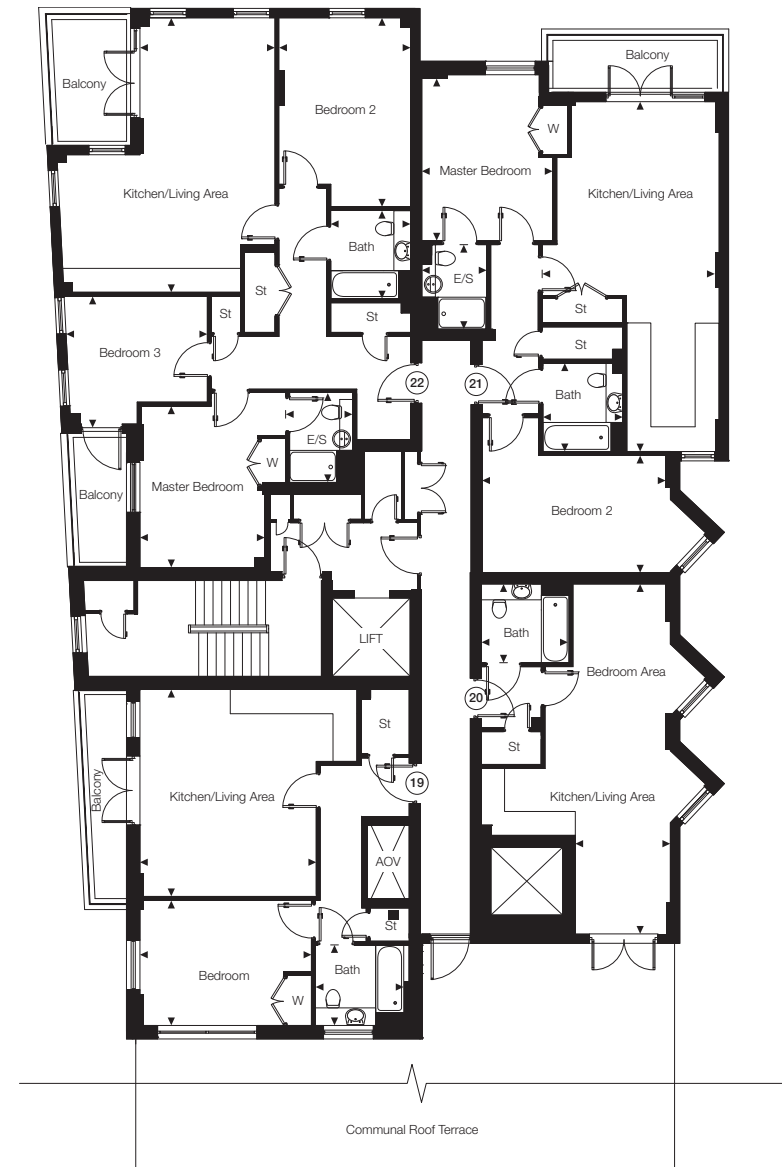 Balcony
Balcony
Bedroom 2
W
Master Bedroom
Kitchen/Living Area
Kitchen/Living Area
Bath
E/S
St
St
St
St
St
Bedroom 3
22
21
Bath
E/S
W
Master Bedroom
Balcony
Bedroom 2
LIFT
Bath
Bedroom Area
20
St
St
19
Kitchen/Living Area
Balcony
Kitchen/Living Area
AOV
St
Bath
Bedroom
W
Communal Roof Terrace